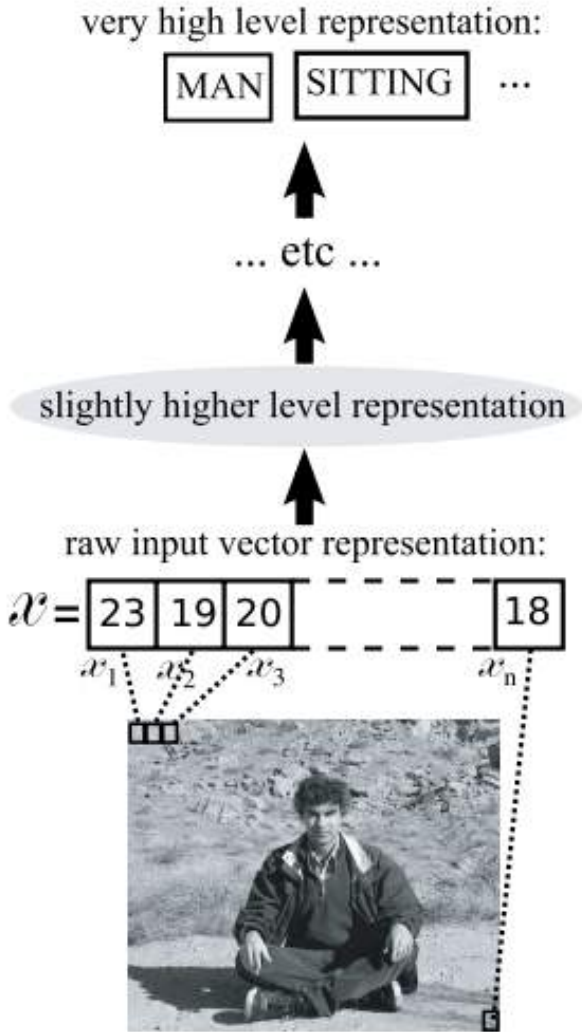 very high level representation:
MAN SITTING ...
... etc ...
slightly higher level representation
raw input vector representation:
x = 23 19 20 18
x₁ x₂ x₃ xₙ